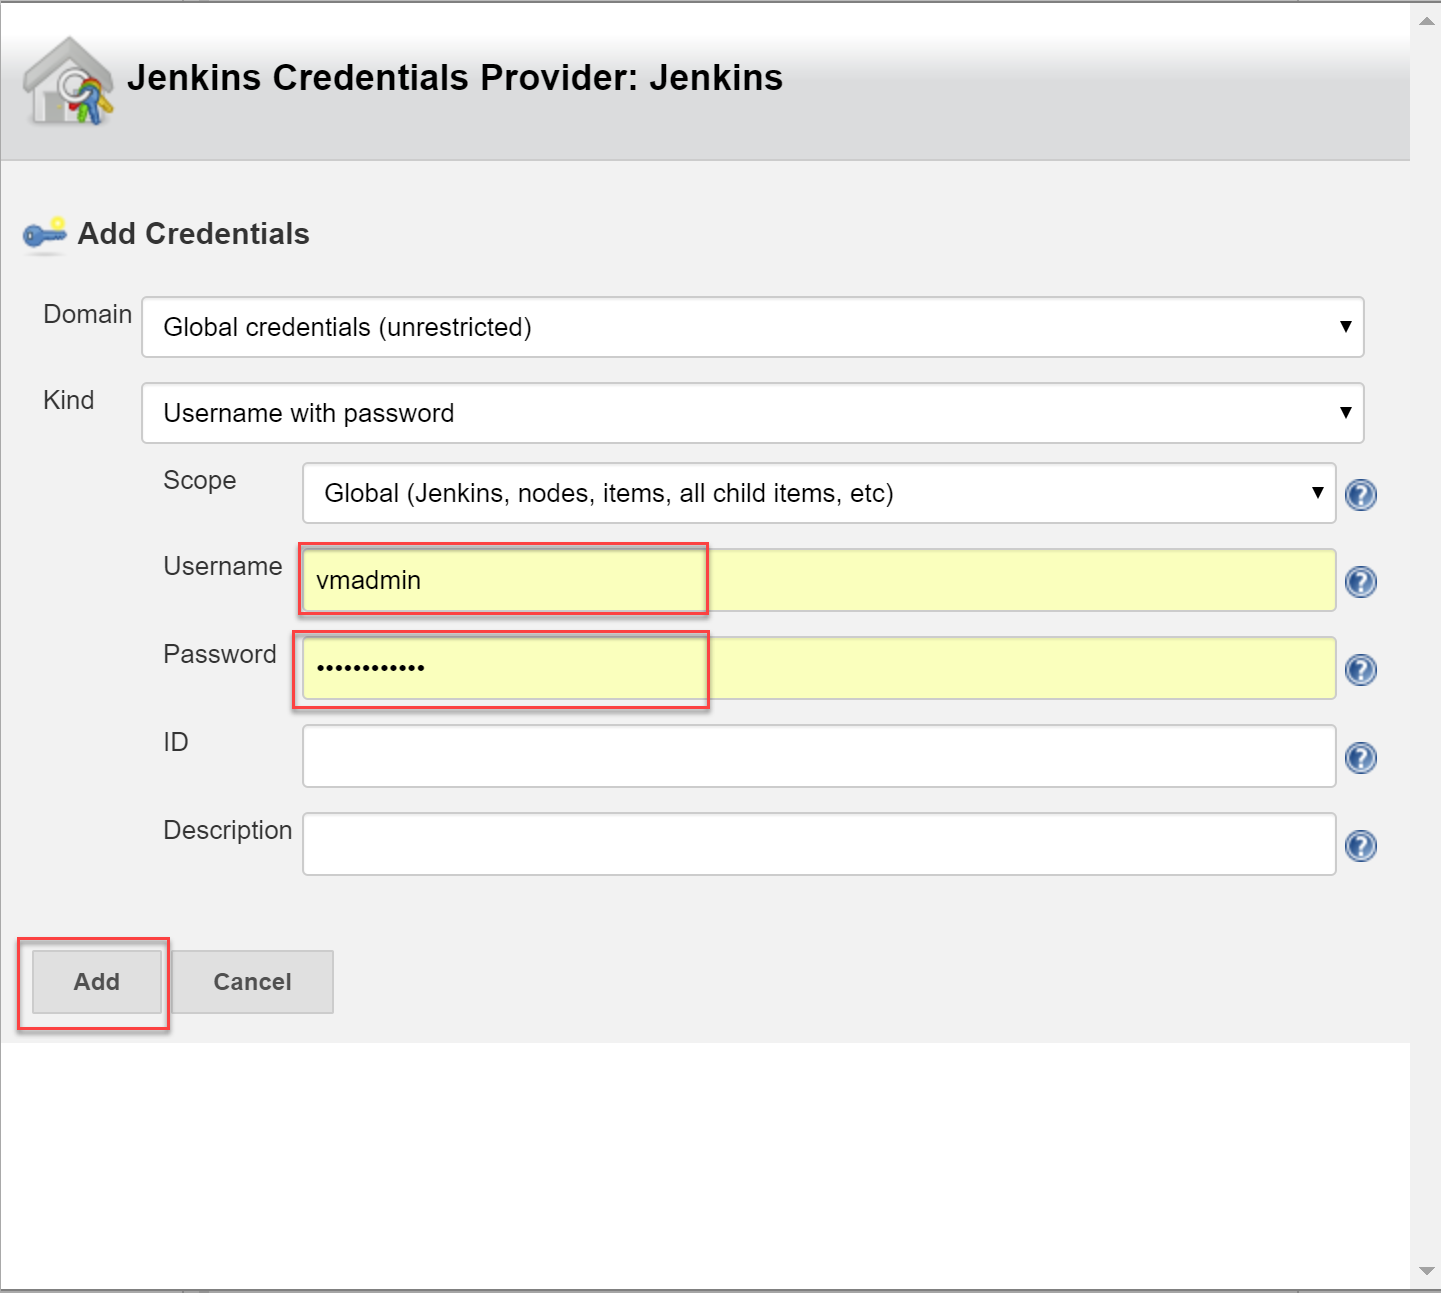 Jenkins Credentials Provider: Jenkins
Add Credentials
Domain
Global credentials (unrestricted)
Kind
Username with password
Scope
Global (Jenkins, nodes, items, all child items, etc)
Username
vmadmin
Password
••••••••••••
ID
Description
Add
Cancel